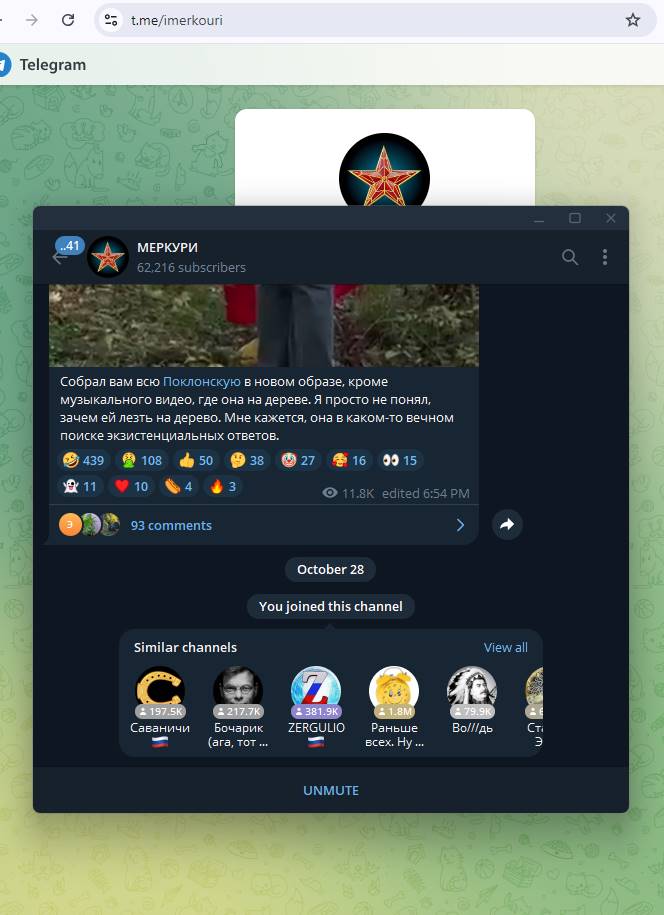 t.me/imerkouri
Telegram
..41
МЕРКУРИ
62,216 subscribers
Собрал вам всю Поклонскую в новом образе, кроме
музыкального видео, где она на дереве. Я просто не понял,
зачем ей лезть на дерево. Мне кажется, она в каком-то вечном
поиске экзистенциальных ответов.
439 108 50 38 27 16 15
11 10 4 3
11.8K edited 6:54 PM
Э
93 comments
October 28
You joined this channel
Similar channels View all
197.5K 217.7K 381.9K 1.8M 79.9K
Саваничи Бочарик ZERGULIO Раньше Во///дь Ста
(ага, тот ... всех. Ну ... Э
UNMUTE